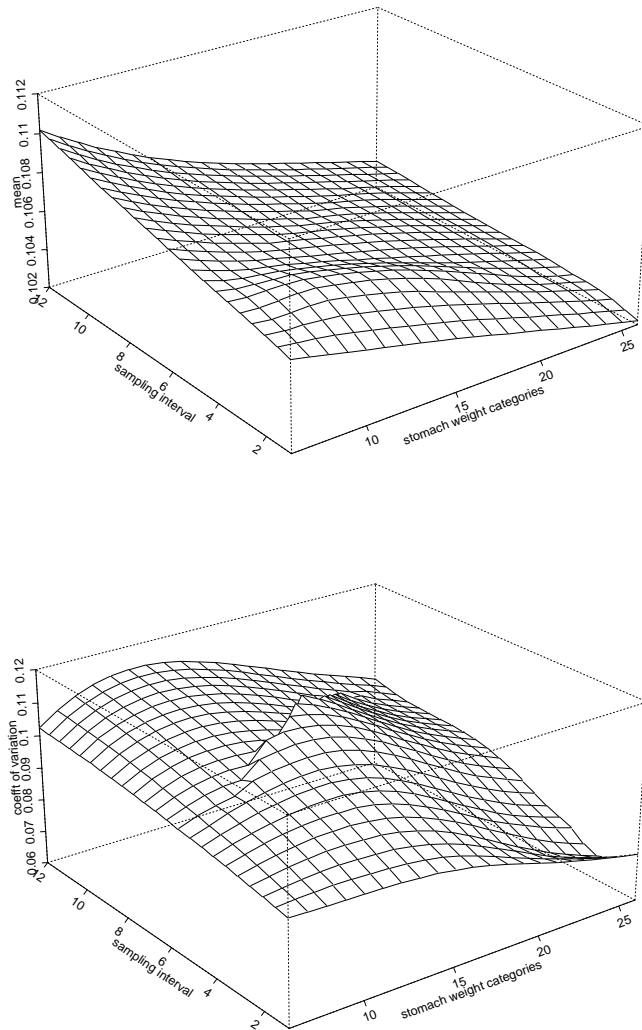 0.102 0.104 0.106 0.108 0.11 0.112
mean
12 10 8 6 4 2
sampling interval
10 15 20 25
stomach weight categories
0.06 0.07 0.08 0.09 0.1 0.11 0.12
coefft of variation
12 10 8 6 4 2
sampling interval
10 15 20 25
stomach weight categories